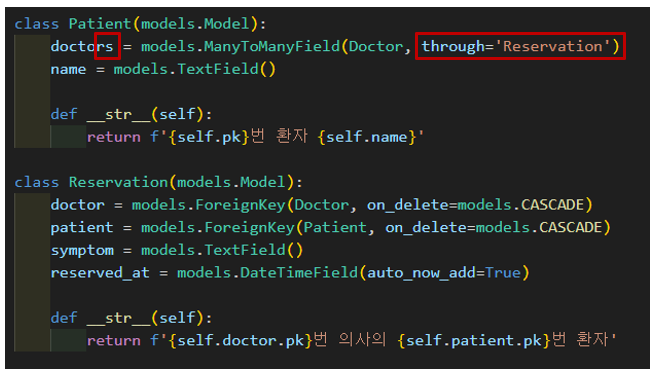 class Patient(models.Model):
    doctors = models.ManyToManyField(Doctor, through='Reservation')
    name = models.TextField()
    def __str__(self):
        return f'{self.pk}번 환자 {self.name}'
class Reservation(models.Model):
    doctor = models.ForeignKey(Doctor, on_delete=models.CASCADE)
    patient = models.ForeignKey(Patient, on_delete=models.CASCADE)
    symptom = models.TextField()
    reserved_at = models.DateTimeField(auto_now_add=True)
    def __str__(self):
        return f'{self.doctor.pk}번 의사의 {self.patient.pk}번 환자'